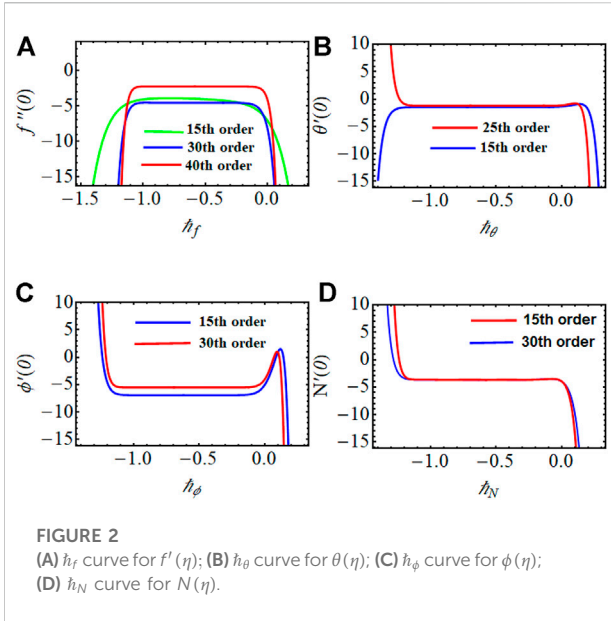 A
0
−5
−10
−15
f ''(0)
15th order
30th order
40th order
−1.5 −1.0 −0.5 0.0
ℏf
B
10
5
0
−5
−10
−15
θ'(0)
25th order
15th order
−1.0 −0.5 0.0
ℏθ
C
10
5
0
−5
−10
−15
ϕ'(0)
15th order
30th order
−1.0 −0.5 0.0
ℏϕ
D
10
5
0
−5
−10
−15
N'(0)
15th order
30th order
−1.0 −0.5 0.0
ℏN
FIGURE 2
(A) ℏf curve for f′(η); (B) ℏθ curve for θ(η); (C) ℏϕ curve for ϕ(η);
(D) ℏN curve for N(η).